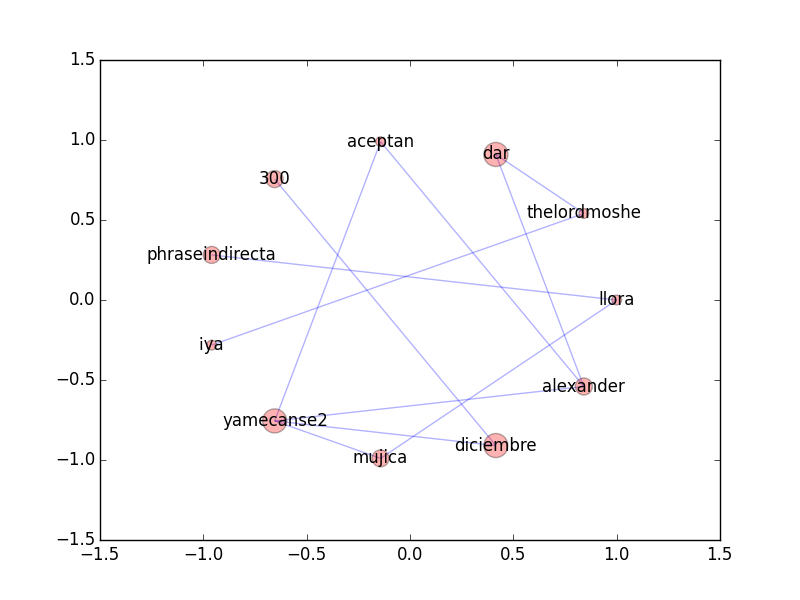 1.5
1.0
0.5
0.0
−0.5
−1.0
−1.5
aceptan
dar
300
thelordmoshe
phraseindirecta
llora
iya
alexander
yamecanse2
diciembre
mujica
−1.5
−1.0
−0.5
0.0
0.5
1.0
1.5